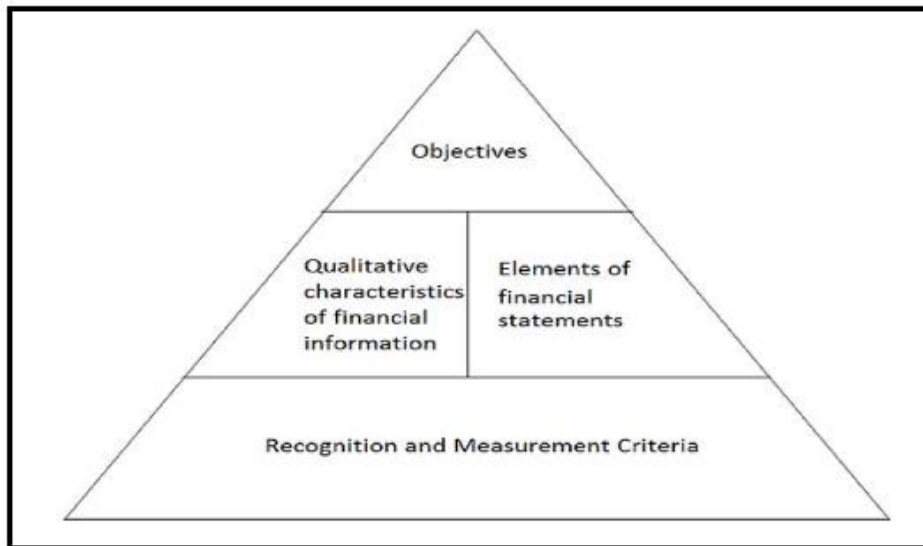 Objectives
Qualitative
characteristics
of financial
information
Elements of
financial
statements
Recognition and Measurement Criteria